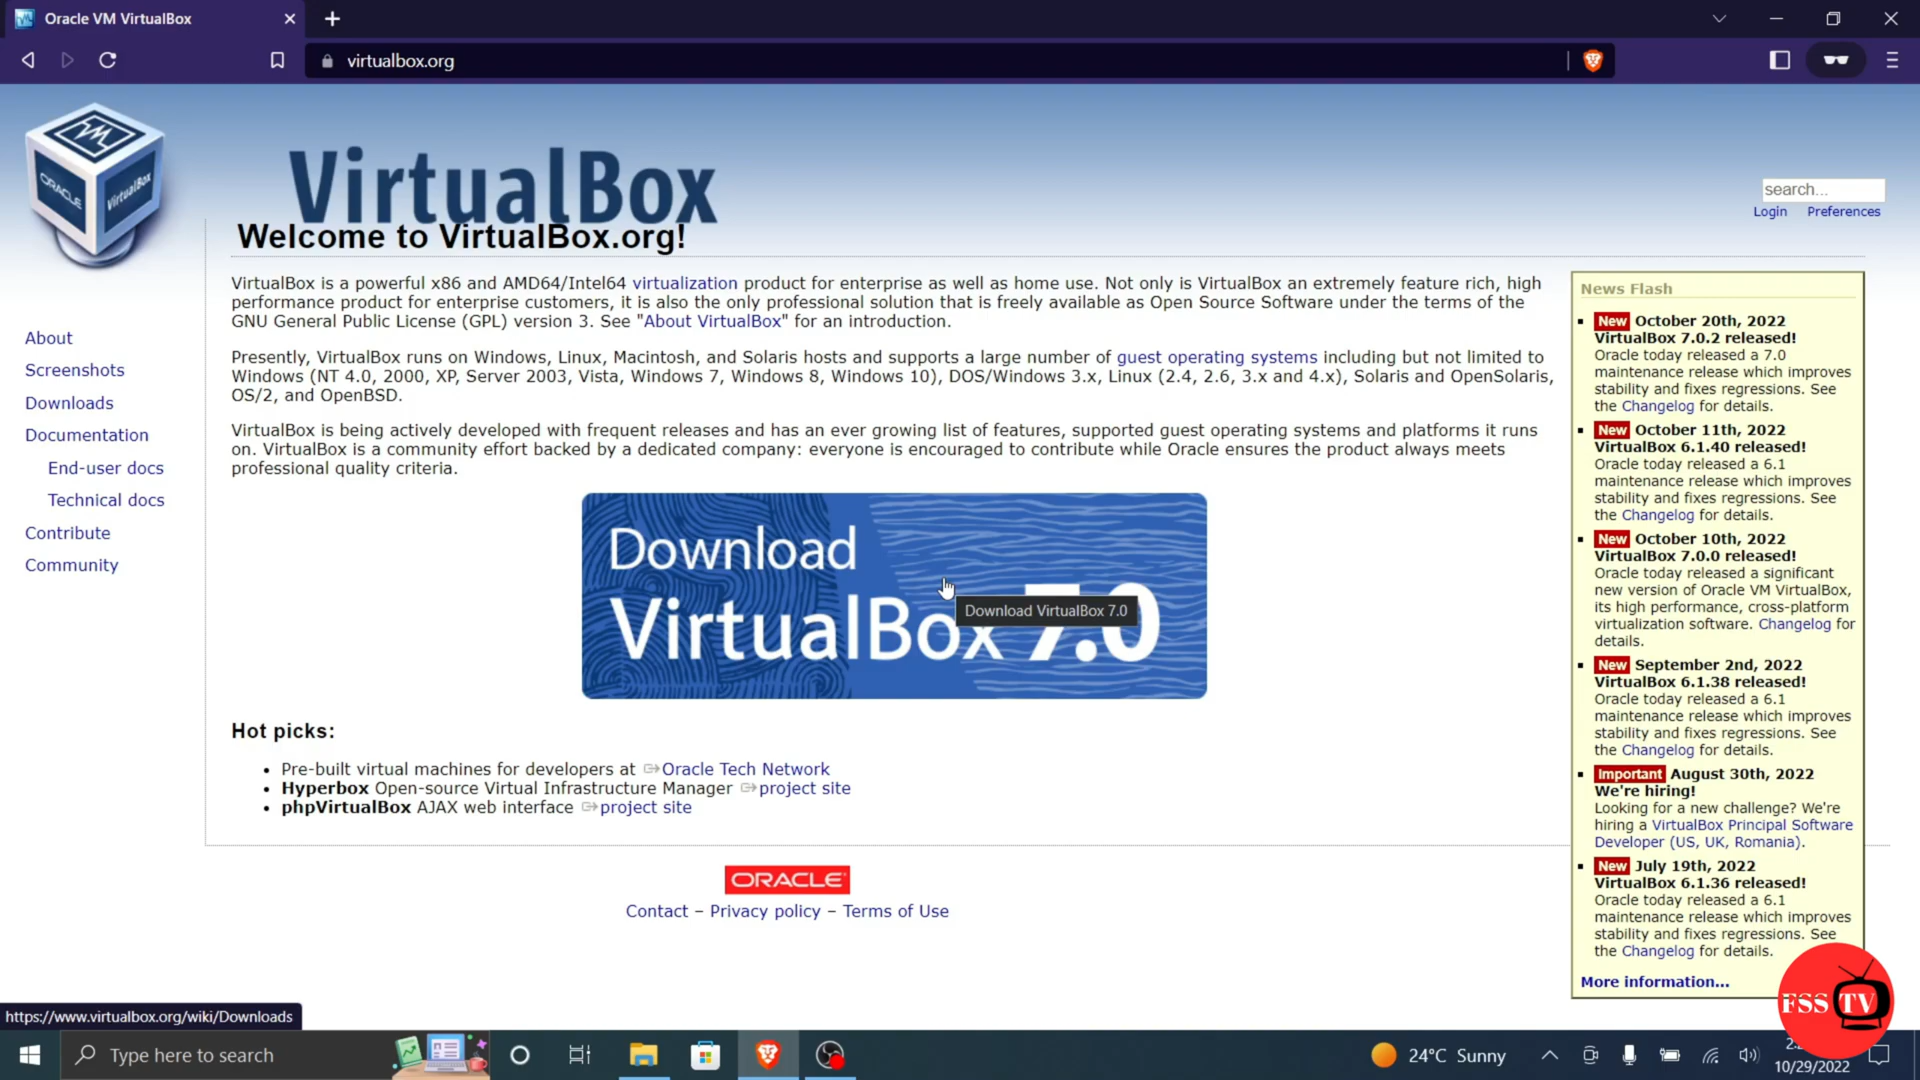 Oracle VM VirtualBox
virtualbox.org
ORACLE
VirtualBox
VirtualBox
Welcome to VirtualBox.org!
search...
Login Preferences
About
Screenshots
Downloads
Documentation
End-user docs
Technical docs
Contribute
Community
VirtualBox is a powerful x86 and AMD64/Intel64 virtualization product for enterprise as well as home use. Not only is VirtualBox an extremely feature rich, high
performance product for enterprise customers, it is also the only professional solution that is freely available as Open Source Software under the terms of the
GNU General Public License (GPL) version 3. See "About VirtualBox" for an introduction.
Presently, VirtualBox runs on Windows, Linux, Macintosh, and Solaris hosts and supports a large number of guest operating systems including but not limited to
Windows (NT 4.0, 2000, XP, Server 2003, Vista, Windows 7, Windows 8, Windows 10), DOS/Windows 3.x, Linux (2.4, 2.6, 3.x and 4.x), Solaris and OpenSolaris,
OS/2, and OpenBSD.
VirtualBox is being actively developed with frequent releases and has an ever growing list of features, supported guest operating systems and platforms it runs
on. VirtualBox is a community effort backed by a dedicated company: everyone is encouraged to contribute while Oracle ensures the product always meets
professional quality criteria.
Download
VirtualBox 7.0
Download VirtualBox 7.0
Hot picks:
Pre-built virtual machines for developers at Oracle Tech Network
Hyperbox Open-source Virtual Infrastructure Manager project site
phpVirtualBox AJAX web interface project site
ORACLE
Contact – Privacy policy – Terms of Use
News Flash
New October 20th, 2022
VirtualBox 7.0.2 released!
Oracle today released a 7.0
maintenance release which improves
stability and fixes regressions. See
the Changelog for details.
New October 11th, 2022
VirtualBox 6.1.40 released!
Oracle today released a 6.1
maintenance release which improves
stability and fixes regressions. See
the Changelog for details.
New October 10th, 2022
VirtualBox 7.0.0 released!
Oracle today released a significant
new version of Oracle VM VirtualBox,
its high performance, cross-platform
virtualization software. Changelog for
details.
New September 2nd, 2022
VirtualBox 6.1.38 released!
Oracle today released a 6.1
maintenance release which improves
stability and fixes regressions. See
the Changelog for details.
Important August 30th, 2022
We're hiring!
Looking for a new challenge? We're
hiring a VirtualBox Principal Software
Developer (US, UK, Romania).
New July 19th, 2022
VirtualBox 6.1.36 released!
Oracle today released a 6.1
maintenance release which improves
stability and fixes regressions. See
the Changelog for details.
More information...
FSS TV
https://www.virtualbox.org/wiki/Downloads
Type here to search
24°C Sunny
10/29/2022